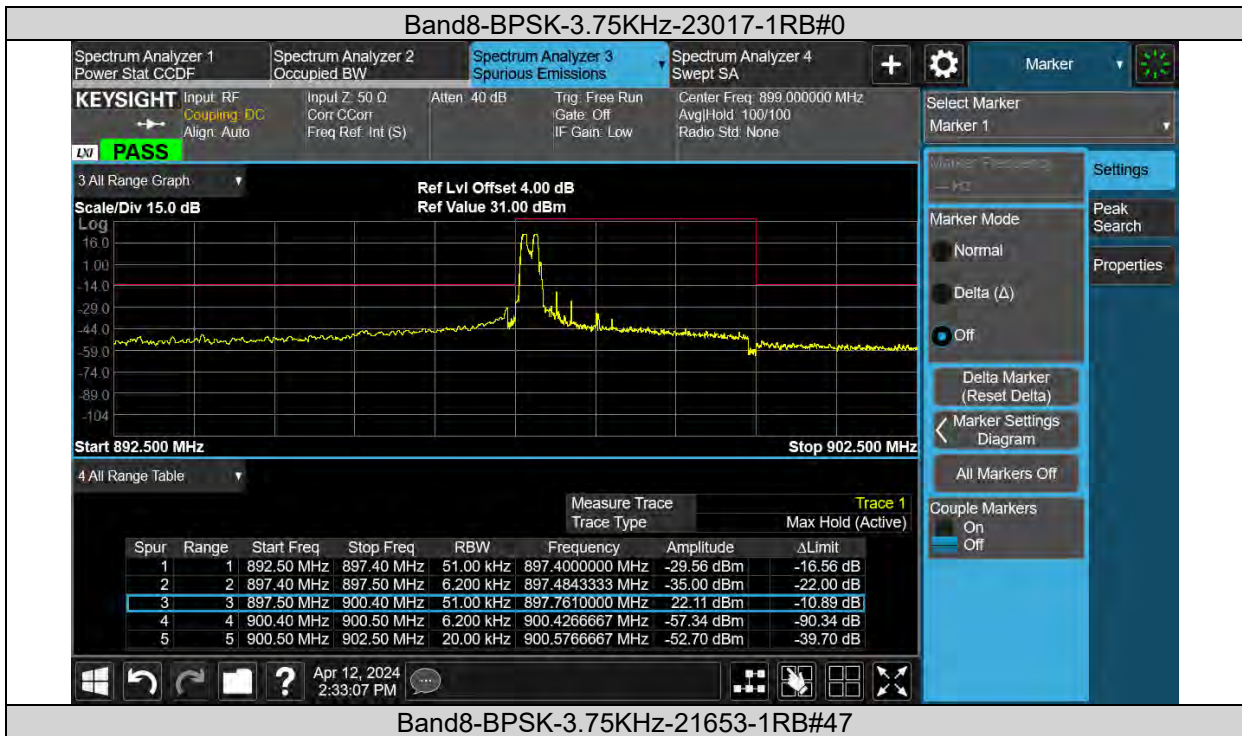 Band8-BPSK-3.75KHz-23017-1RB#0
Spectrum Analyzer 1
Power Stat CCDF
Spectrum Analyzer 2
Occupied BW
Spectrum Analyzer 3
Spurious Emissions
Spectrum Analyzer 4
Swept SA
+
Marker
KEYSIGHT
Input: RF
Coupling: DC
Align: Auto
Input Z: 50 Ω
Corr CCorr
Freq Ref: Int (S)
Atten: 40 dB
Trig: Free Run
Gate: Off
IF Gain: Low
Center Freq: 899.000000 MHz
Avg|Hold: 100/100
Radio Std: None
LXI PASS
Select Marker
Marker 1
Marker Frequency
--- Hz
Settings
Peak Search
Properties
Marker Mode
Normal
Delta (Δ)
Off
Delta Marker
(Reset Delta)
Marker Settings
Diagram
All Markers Off
Couple Markers
On
Off
3 All Range Graph
Scale/Div 15.0 dB
Ref Lvl Offset 4.00 dB
Ref Value 31.00 dBm
Log
16.0
1.00
-14.0
-29.0
-44.0
-59.0
-74.0
-89.0
-104
Start 892.500 MHz
Stop 902.500 MHz
4 All Range Table
Measure Trace Trace 1
Trace Type Max Hold (Active)
Spur Range Start Freq Stop Freq RBW Frequency Amplitude ΔLimit
1 1 892.50 MHz 897.40 MHz 51.00 kHz 897.4000000 MHz -29.56 dBm -16.56 dB
2 2 897.40 MHz 897.50 MHz 6.200 kHz 897.4843333 MHz -35.00 dBm -22.00 dB
3 3 897.50 MHz 900.40 MHz 51.00 kHz 897.7610000 MHz 22.11 dBm -10.89 dB
4 4 900.40 MHz 900.50 MHz 6.200 kHz 900.4266667 MHz -57.34 dBm -90.34 dB
5 5 900.50 MHz 902.50 MHz 20.00 kHz 900.5766667 MHz -52.70 dBm -39.70 dB
?
Apr 12, 2024
2:33:07 PM
Band8-BPSK-3.75KHz-21653-1RB#47